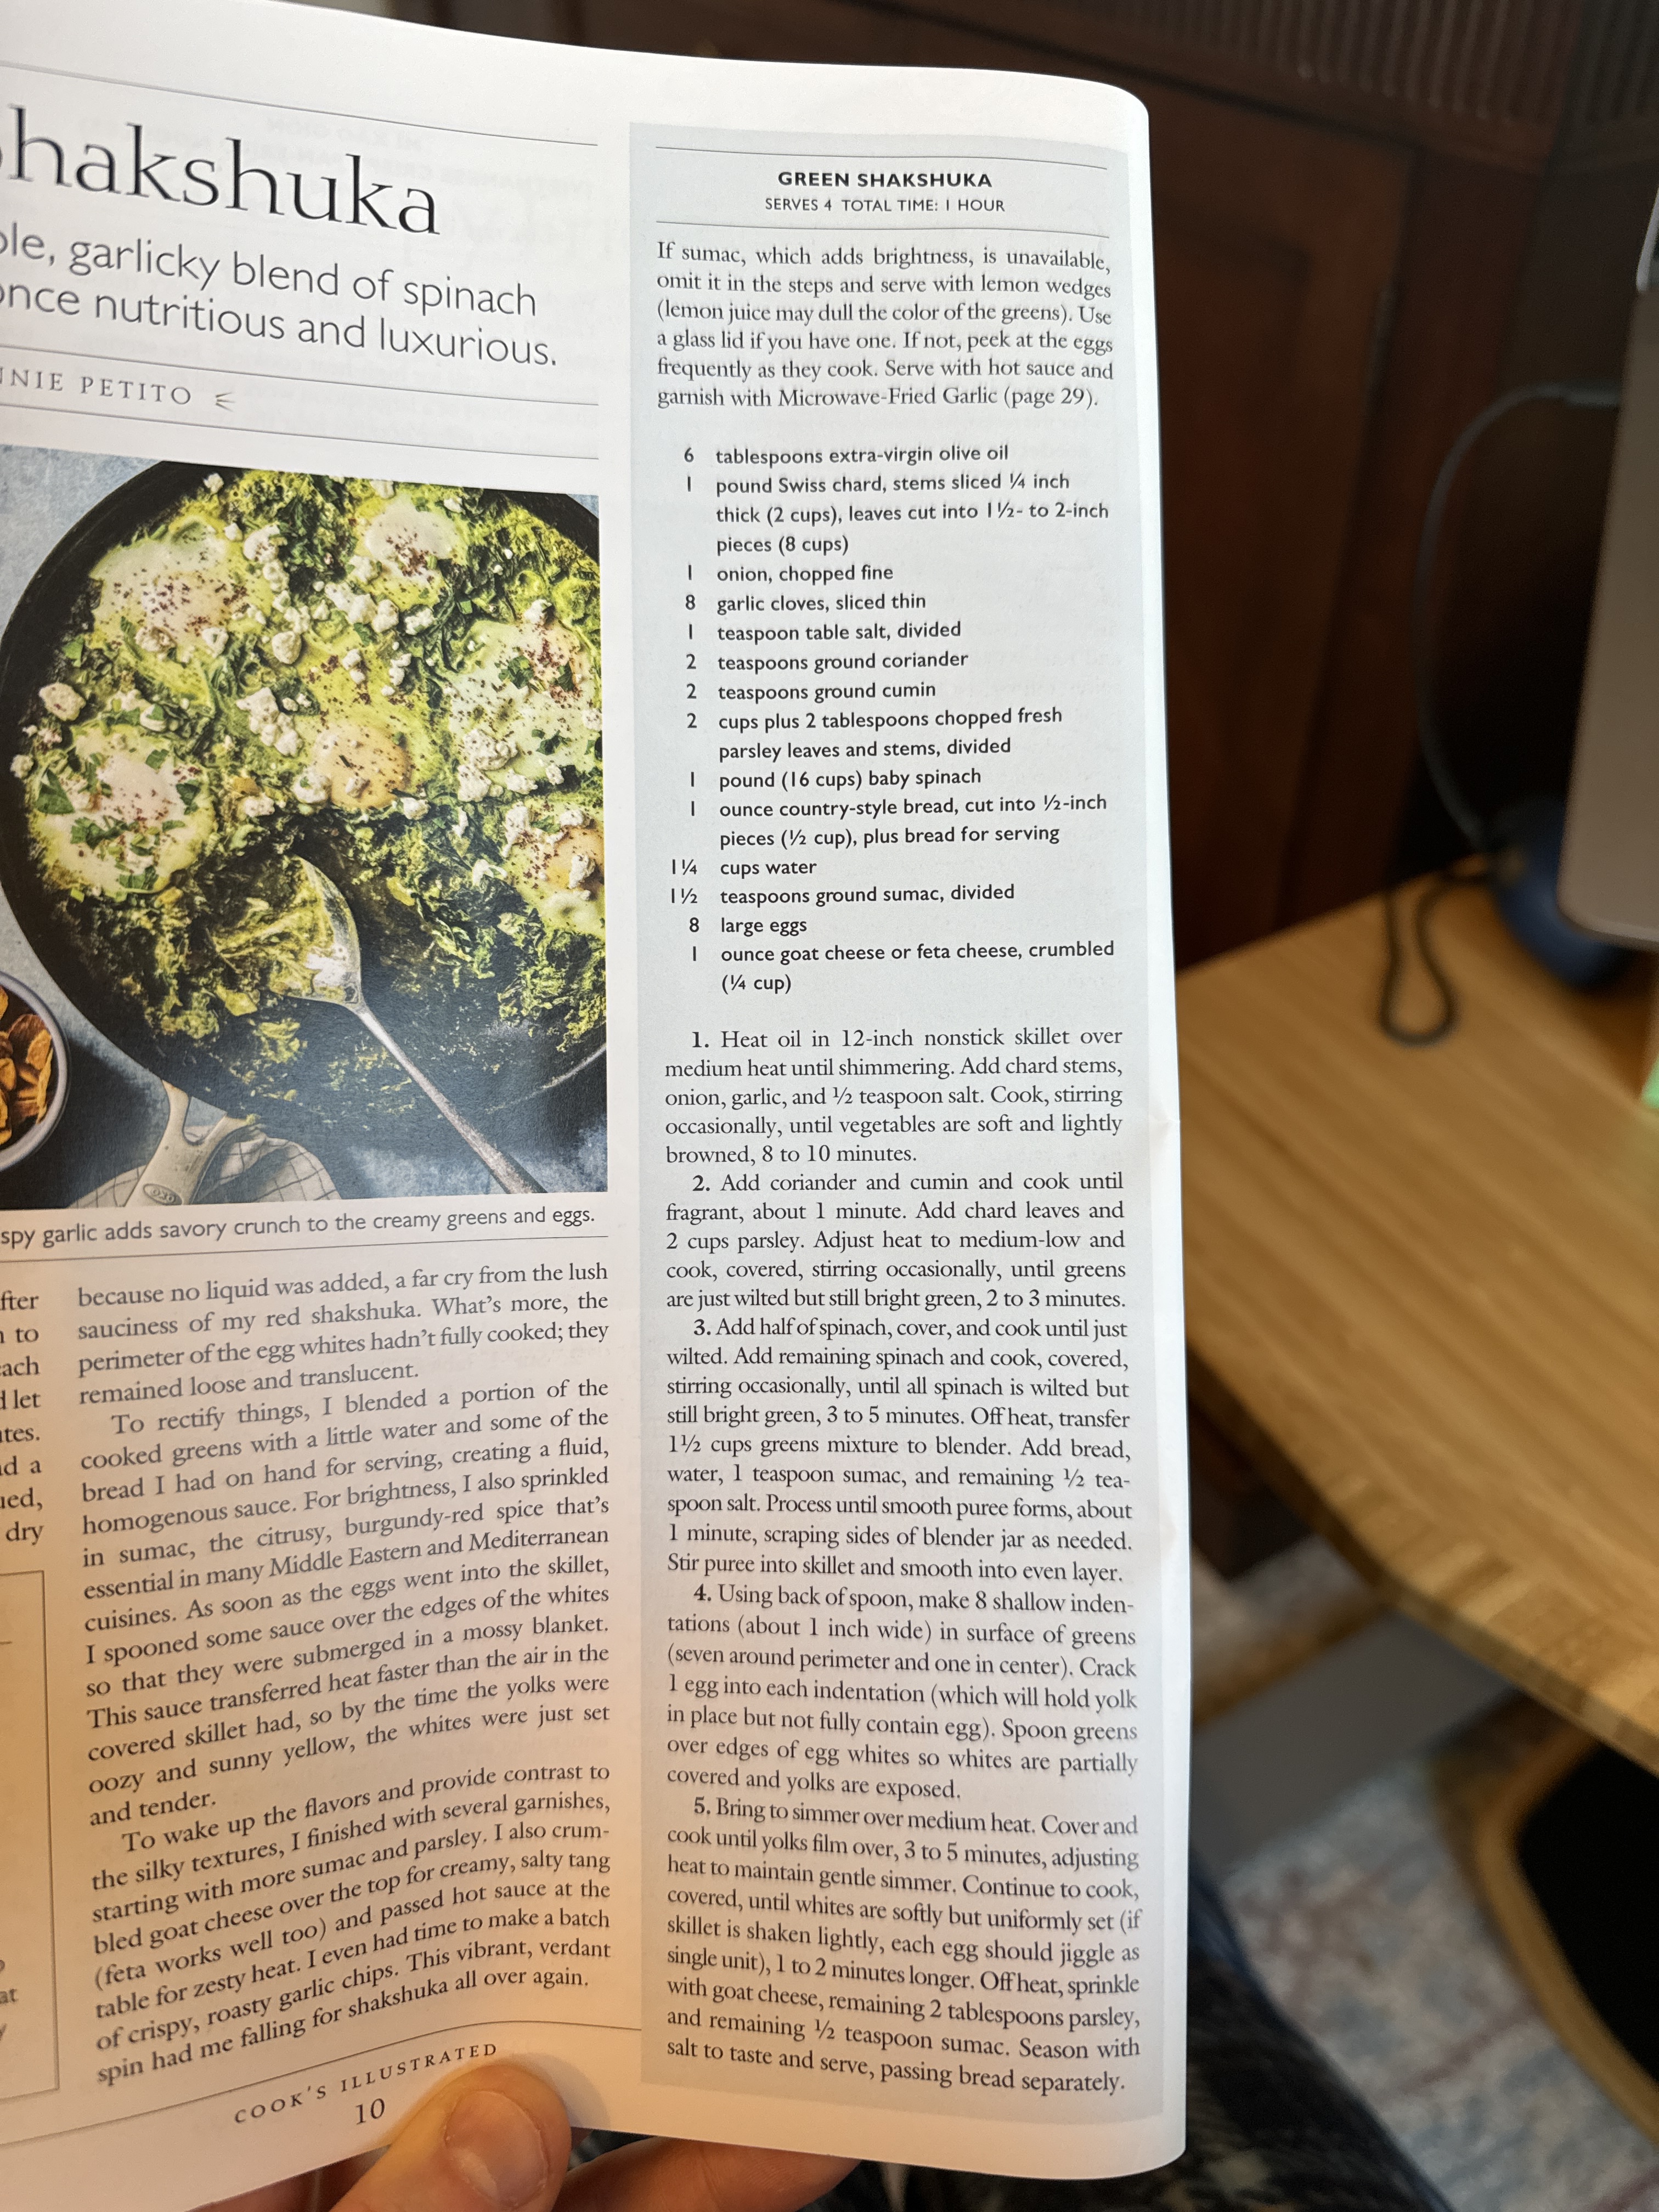 hakshuka
ble, garlicky blend of spinach
once nutritious and luxurious.
NNIE PETITO
OXO
spy garlic adds savory crunch to the creamy greens and eggs.
fter
n to
each
d let
utes.
nd a
ued,
dry
at
y
because no liquid was added, a far cry from the lush
sauciness of my red shakshuka. What's more, the
perimeter of the egg whites hadn't fully cooked; they
remained loose and translucent.
To rectify things, I blended a portion of the
cooked greens with a little water and some of the
bread I had on hand for serving, creating a fluid,
homogenous sauce. For brightness, I also sprinkled
in sumac, the citrusy, burgundy-red spice that's
essential in many Middle Eastern and Mediterranean
cuisines. As soon as the eggs went into the skillet,
I spooned some sauce over the edges of the whites
so that they were submerged in a mossy blanket.
This sauce transferred heat faster than the air in the
covered skillet had, so by the time the yolks were
oozy and sunny yellow, the whites were just set
and tender.
To wake up the flavors and provide contrast to
the silky textures, I finished with several garnishes,
starting with more sumac and parsley. I also crum-
bled goat cheese over the top for creamy, salty tang
(feta works well too) and passed hot sauce at the
table for zesty heat. I even had time to make a batch
of crispy, roasty garlic chips. This vibrant, verdant
spin had me falling for shakshuka all over again.
COOK'S ILLUSTRATED
10
GREEN SHAKSHUKA
SERVES 4 TOTAL TIME: 1 HOUR
If sumac, which adds brightness, is unavailable,
omit it in the steps and serve with lemon wedges
(lemon juice may dull the color of the greens). Use
a glass lid if you have one. If not, peek at the eggs
frequently as they cook. Serve with hot sauce and
garnish with Microwave-Fried Garlic (page 29).
6 tablespoons extra-virgin olive oil
1 pound Swiss chard, stems sliced ¼ inch
thick (2 cups), leaves cut into 1½- to 2-inch
pieces (8 cups)
1 onion, chopped fine
8 garlic cloves, sliced thin
1 teaspoon table salt, divided
2 teaspoons ground coriander
2 teaspoons ground cumin
2 cups plus 2 tablespoons chopped fresh
parsley leaves and stems, divided
1 pound (16 cups) baby spinach
1 ounce country-style bread, cut into ½-inch
pieces (½ cup), plus bread for serving
1¼ cups water
1½ teaspoons ground sumac, divided
8 large eggs
1 ounce goat cheese or feta cheese, crumbled
(¼ cup)
1. Heat oil in 12-inch nonstick skillet over
medium heat until shimmering. Add chard stems,
onion, garlic, and ½ teaspoon salt. Cook, stirring
occasionally, until vegetables are soft and lightly
browned, 8 to 10 minutes.
2. Add coriander and cumin and cook until
fragrant, about 1 minute. Add chard leaves and
2 cups parsley. Adjust heat to medium-low and
cook, covered, stirring occasionally, until greens
are just wilted but still bright green, 2 to 3 minutes.
3. Add half of spinach, cover, and cook until just
wilted. Add remaining spinach and cook, covered,
stirring occasionally, until all spinach is wilted but
still bright green, 3 to 5 minutes. Off heat, transfer
1½ cups greens mixture to blender. Add bread,
water, 1 teaspoon sumac, and remaining ½ tea-
spoon salt. Process until smooth puree forms, about
1 minute, scraping sides of blender jar as needed.
Stir puree into skillet and smooth into even layer.
4. Using back of spoon, make 8 shallow inden-
tations (about 1 inch wide) in surface of greens
(seven around perimeter and one in center). Crack
1 egg into each indentation (which will hold yolk
in place but not fully contain egg). Spoon greens
over edges of egg whites so whites are partially
covered and yolks are exposed.
5. Bring to simmer over medium heat. Cover and
cook until yolks film over, 3 to 5 minutes, adjusting
heat to maintain gentle simmer. Continue to cook,
covered, until whites are softly but uniformly set (if
skillet is shaken lightly, each egg should jiggle as
single unit), 1 to 2 minutes longer. Off heat, sprinkle
with goat cheese, remaining 2 tablespoons parsley,
and remaining ½ teaspoon sumac. Season with
salt to taste and serve, passing bread separately.